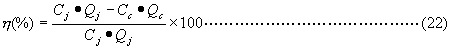 η(%) = (C_j • Q_j − C_c • Q_c) / (C_j • Q_j) × 100 ⋯⋯⋯⋯⋯⋯⋯⋯⋯⋯⋯⋯⋯ (22)